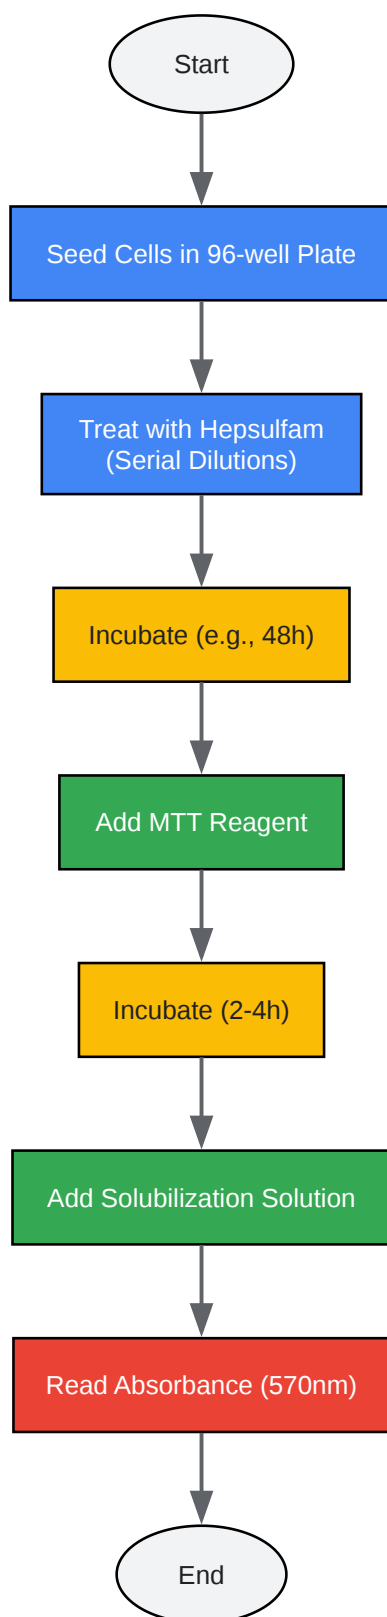 Start
Seed Cells in 96-well Plate
Treat with Hepsulfam
(Serial Dilutions)
Incubate (e.g., 48h)
Add MTT Reagent
Incubate (2-4h)
Add Solubilization Solution
Read Absorbance (570nm)
End